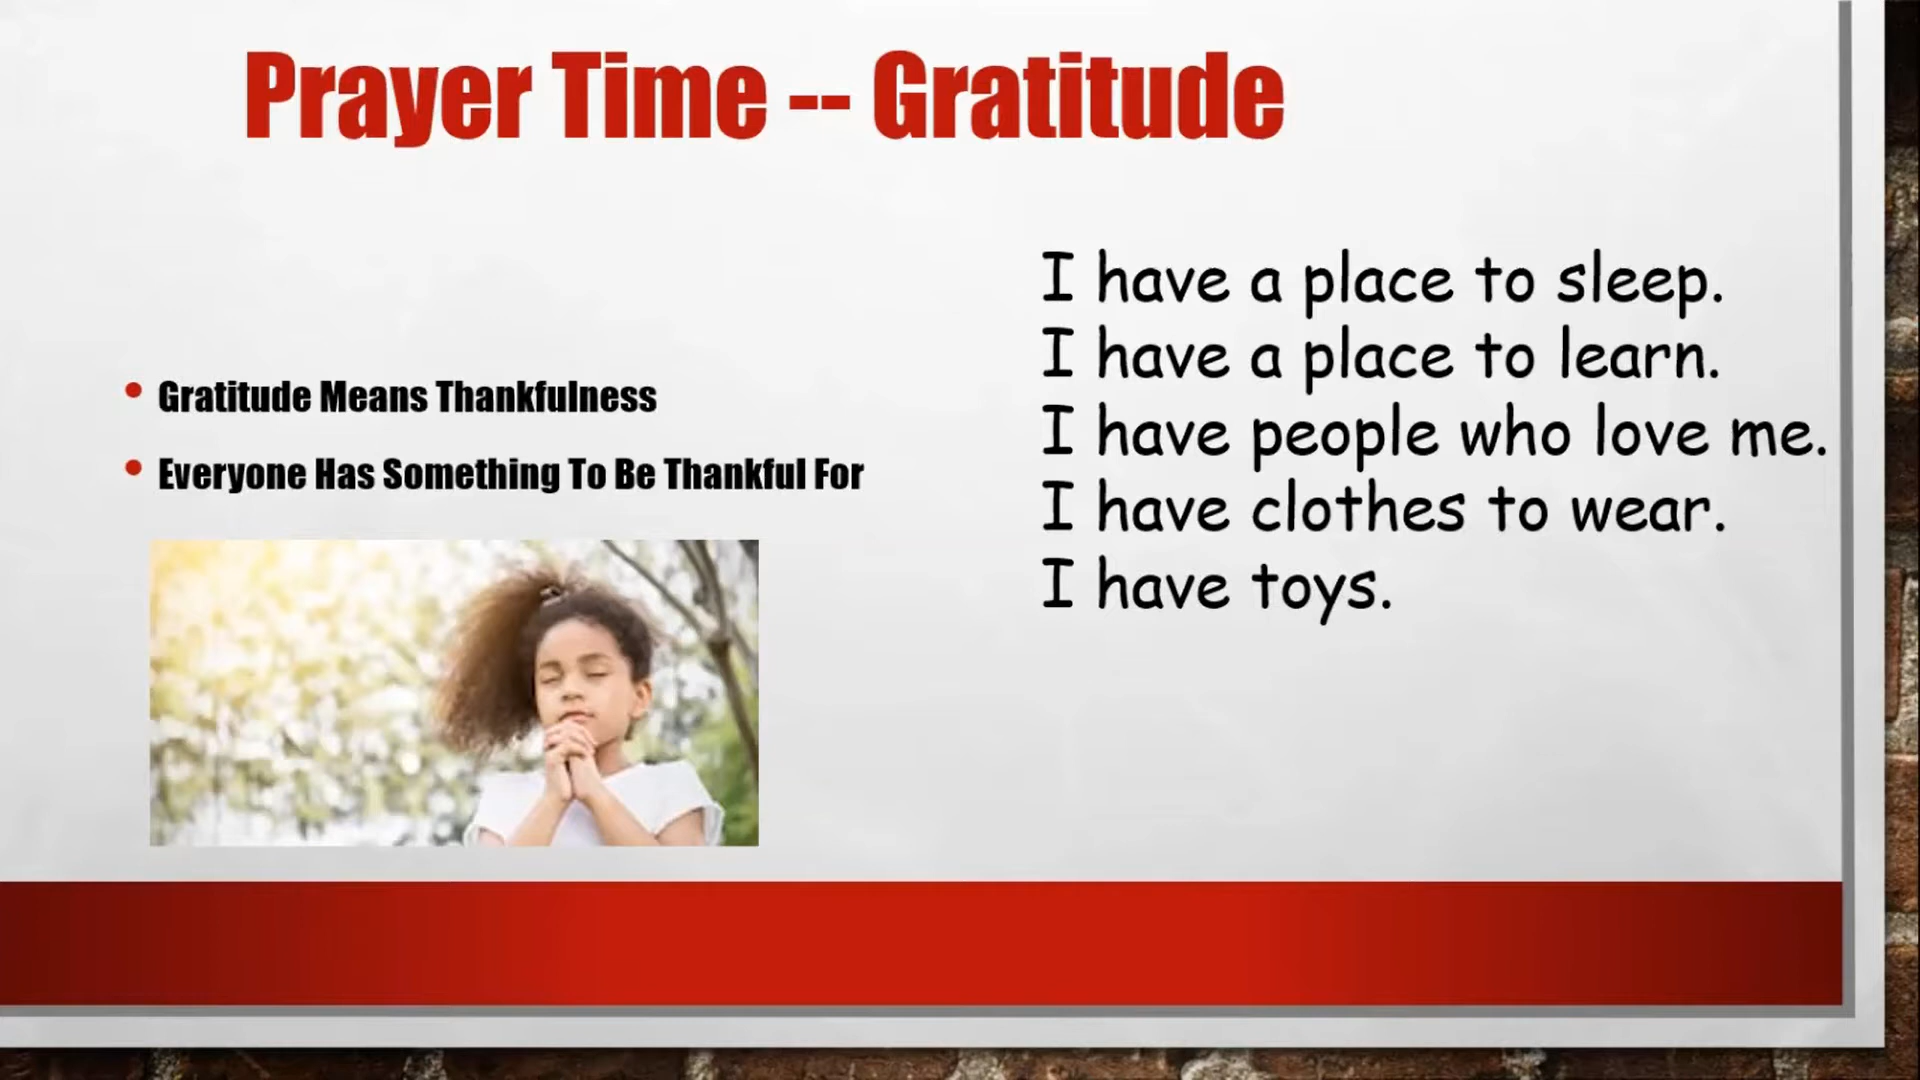 Prayer Time -- Gratitude
Gratitude Means Thankfulness
Everyone Has Something To Be Thankful For
I have a place to sleep.
I have a place to learn.
I have people who love me.
I have clothes to wear.
I have toys.